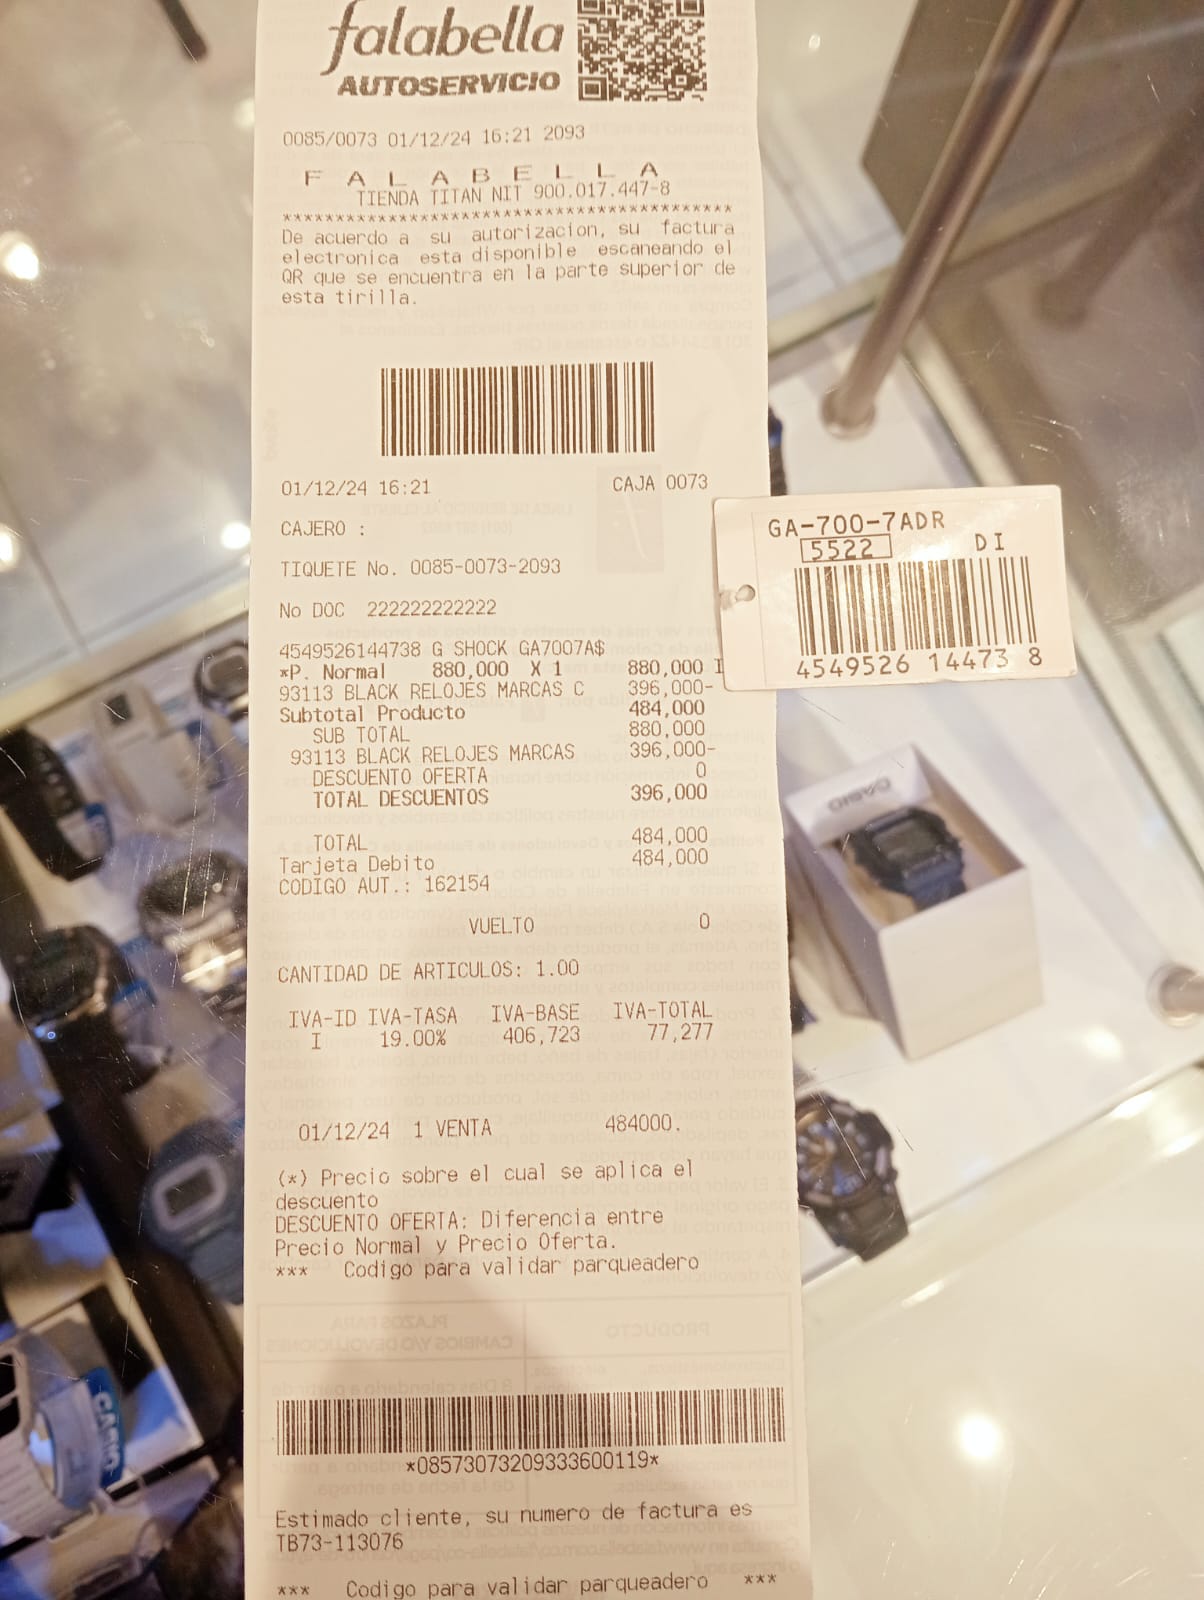 falabella
AUTOSERVICIO
0085/0073 01/12/24 16:21 2093
F A L A B E L L A
TIENDA TITAN NIT 900.017.447-8
******************************************
De acuerdo a su autorizacion, su factura
electronica esta disponible escaneando el
QR que se encuentra en la parte superior de
esta tirilla.
01/12/24 16:21 CAJA 0073
CAJERO :
TIQUETE No. 0085-0073-2093
No DOC 222222222222
4549526144738 G SHOCK GA7007A$
*P. Normal 880,000 X 1 880,000 I
93113 BLACK RELOJES MARCAS C 396,000-
Subtotal Producto 484,000
SUB TOTAL 880,000
93113 BLACK RELOJES MARCAS 396,000-
DESCUENTO OFERTA 0
TOTAL DESCUENTOS 396,000
TOTAL 484,000
Tarjeta Debito 484,000
CODIGO AUT.: 162154
VUELTO 0
CANTIDAD DE ARTICULOS: 1.00
IVA-ID IVA-TASA IVA-BASE IVA-TOTAL
I 19.00% 406,723 77,277
01/12/24 1 VENTA 484000.
(*) Precio sobre el cual se aplica el
descuento
DESCUENTO OFERTA: Diferencia entre
Precio Normal y Precio Oferta.
*** Codigo para validar parqueadero
*08573073209333600119*
Estimado cliente, su numero de factura es
TB73-113076
*** Codigo para validar parqueadero ***
GA-700-7ADR
5522 DI
4549526 14473 8
CASIO
CASIO